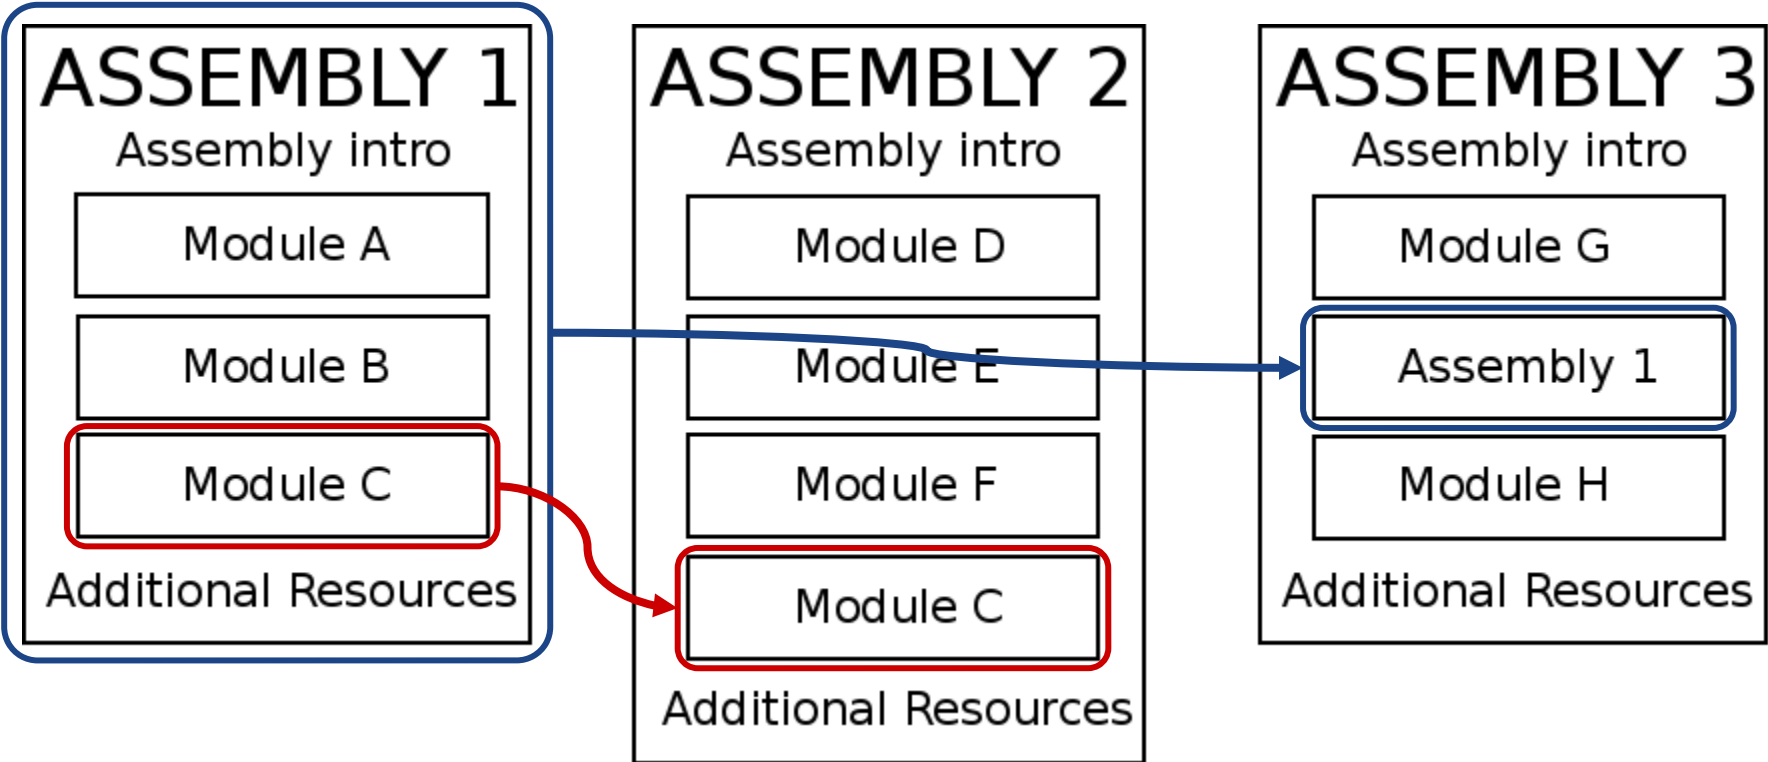 ASSEMBLY 1
Assembly intro
Module A
Module B
Module C
Additional Resources
ASSEMBLY 2
Assembly intro
Module D
Module E
Module F
Module C
Additional Resources
ASSEMBLY 3
Assembly intro
Module G
Assembly 1
Module H
Additional Resources